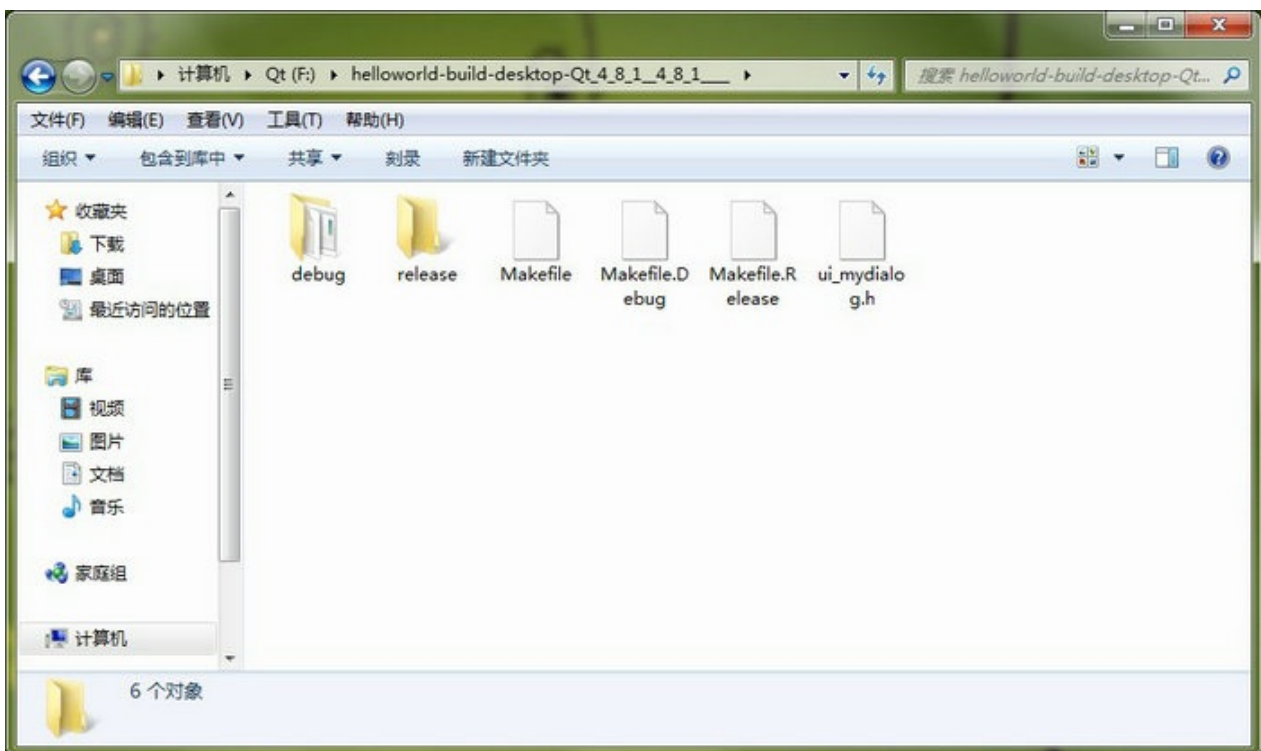 计算机 ▸ Qt (F:) ▸ helloworld-build-desktop-Qt_4_8_1__4_8_1___ ▸
搜索 helloworld-build-desktop-Qt...
文件(F) 编辑(E) 查看(V) 工具(T) 帮助(H)
组织 包含到库中 共享 刻录 新建文件夹
收藏夹
下载
桌面
最近访问的位置
库
视频
图片
文档
音乐
家庭组
计算机
debug
release
Makefile
Makefile.D
ebug
Makefile.R
elease
ui_mydialo
g.h
6 个对象